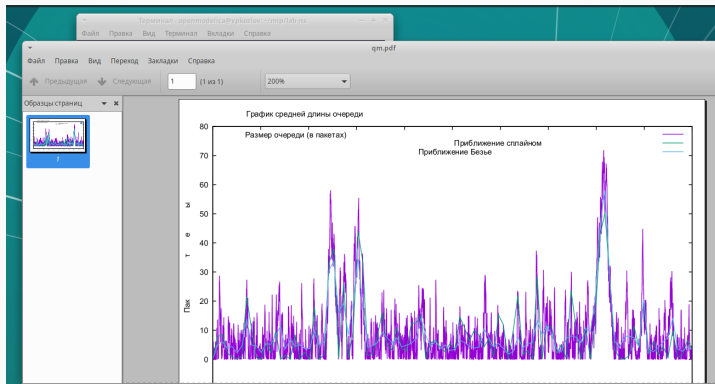 Терминал - openmodelica@vpkozlov: ~/mip/lab-ns
Файл Правка Вид Терминал Вкладки Справка
qm.pdf
Файл Правка Вид Переход Закладки Справка
Предыдущая Следующая 1 (1 из 1) 200%
Образцы страниц
1
График средней длины очереди
80
Размер очереди (в пакетах)
Приближение сплайном
Приближение Безье
70
60
50
40
30
20
10
0
Пак т е ы